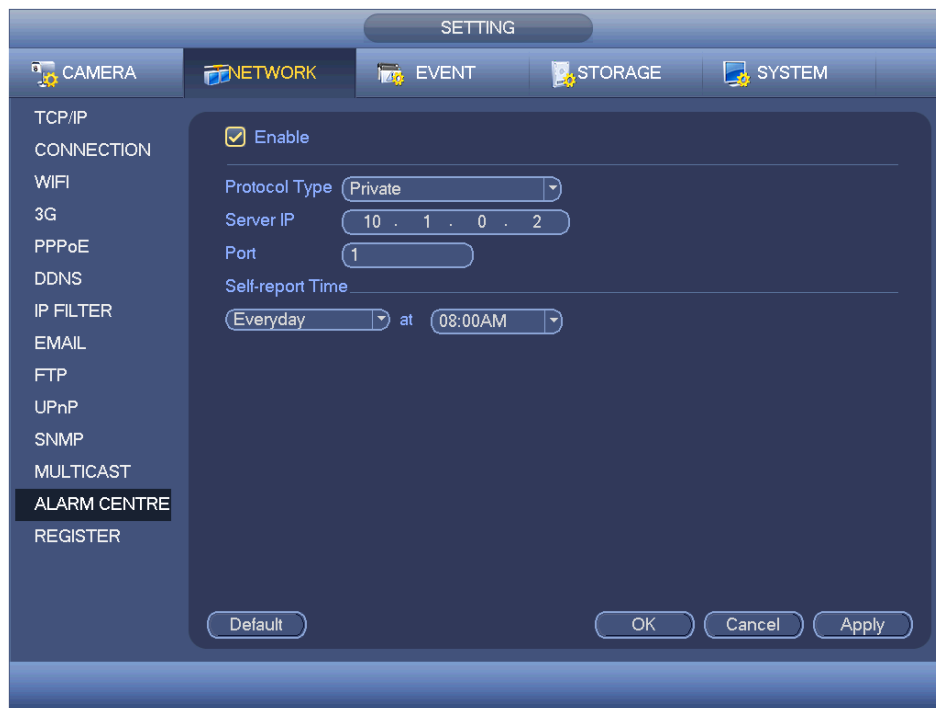 SETTING
CAMERA NETWORK EVENT STORAGE SYSTEM
TCP/IP
CONNECTION
WIFI
3G
PPPoE
DDNS
IP FILTER
EMAIL
FTP
UPnP
SNMP
MULTICAST
ALARM CENTRE
REGISTER
Enable
Protocol Type Private
Server IP 10 . 1 . 0 . 2
Port 1
Self-report Time
Everyday at 08:00AM
Default OK Cancel Apply